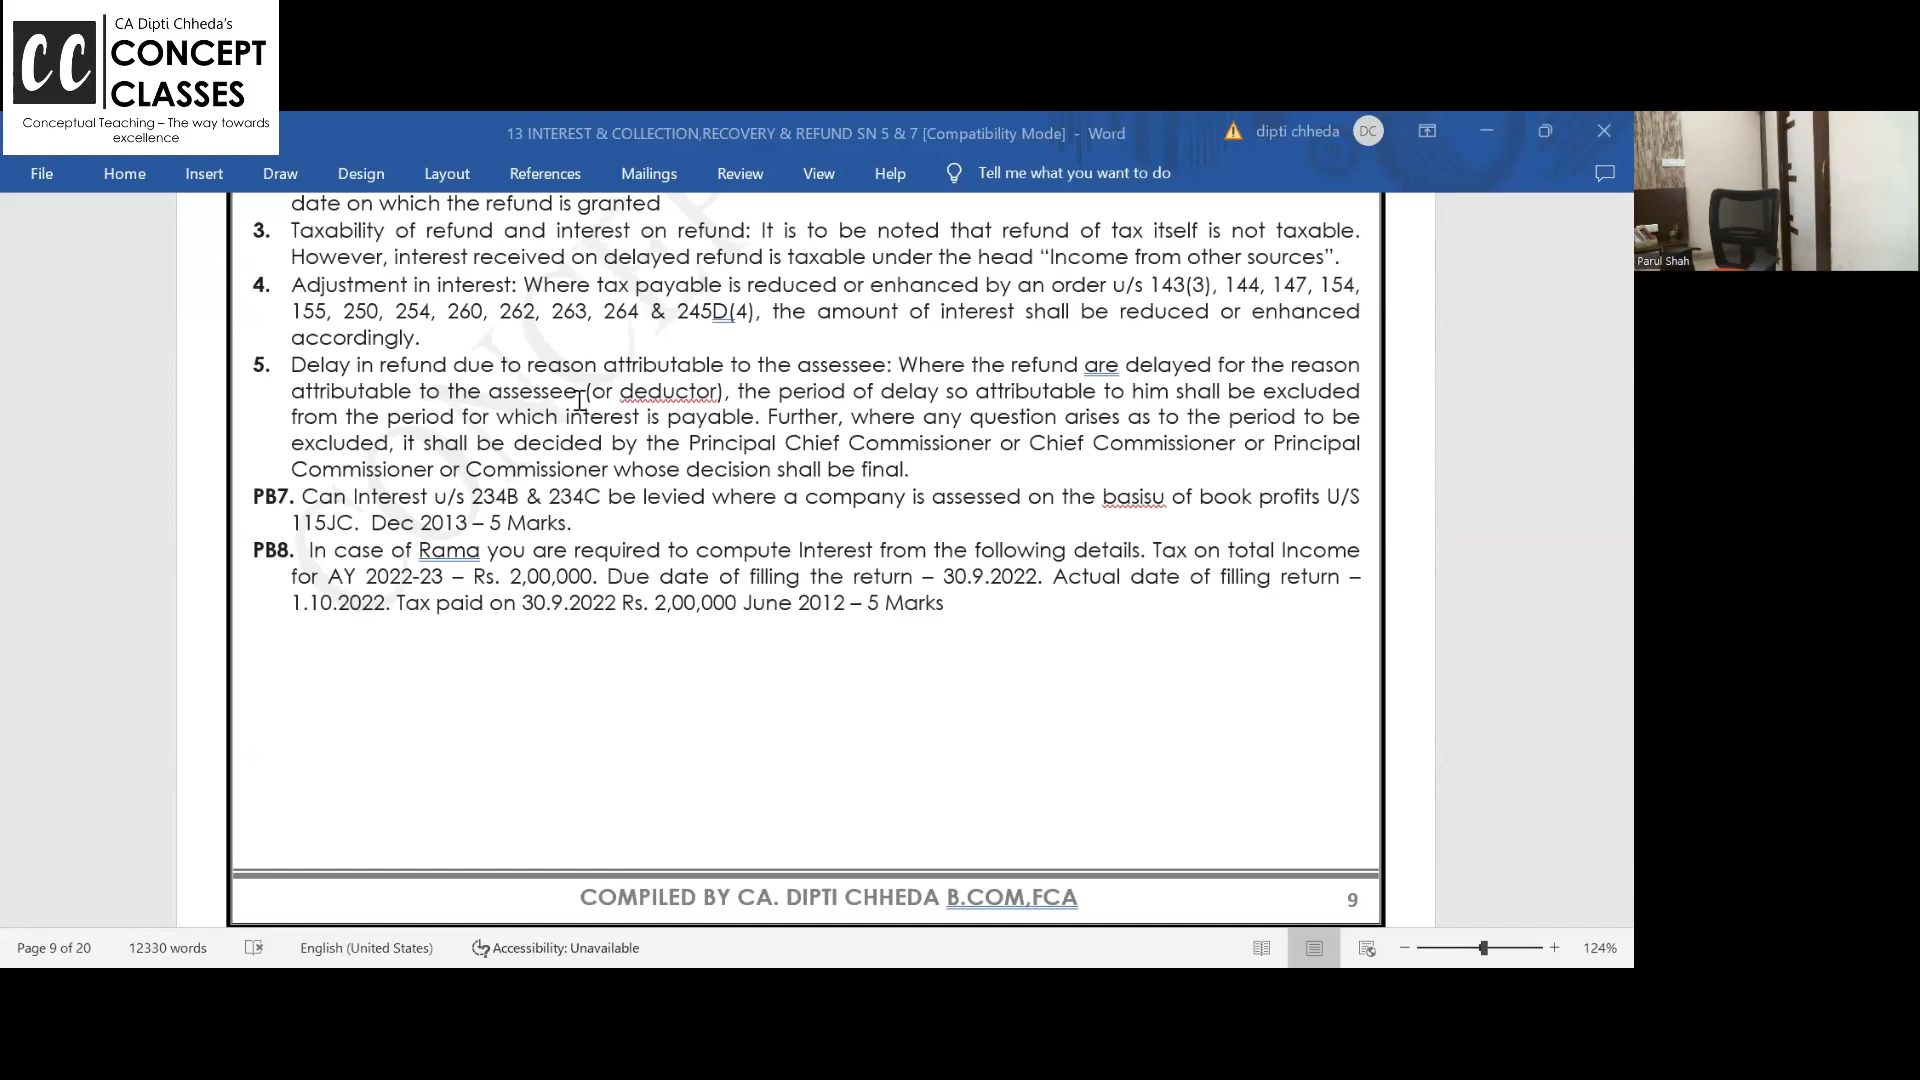 CA Dipti Chheda's
CC CONCEPT
CLASSES
Conceptual Teaching – The way towards
excellence
13 INTEREST & COLLECTION,RECOVERY & REFUND SN 5 & 7 [Compatibility Mode] - Word
dipti chheda DC
File Home Insert Draw Design Layout References Mailings Review View Help Tell me what you want to do
Parul Shah
date on which the refund is granted
3. Taxability of refund and interest on refund: It is to be noted that refund of tax itself is not taxable.
However, interest received on delayed refund is taxable under the head “Income from other sources”.
4. Adjustment in interest: Where tax payable is reduced or enhanced by an order u/s 143(3), 144, 147, 154,
155, 250, 254, 260, 262, 263, 264 & 245D(4), the amount of interest shall be reduced or enhanced
accordingly.
5. Delay in refund due to reason attributable to the assessee: Where the refund are delayed for the reason
attributable to the assessee (or deductor), the period of delay so attributable to him shall be excluded
from the period for which interest is payable. Further, where any question arises as to the period to be
excluded, it shall be decided by the Principal Chief Commissioner or Chief Commissioner or Principal
Commissioner or Commissioner whose decision shall be final.
PB7. Can Interest u/s 234B & 234C be levied where a company is assessed on the basisu of book profits U/S
115JC. Dec 2013 – 5 Marks.
PB8. In case of Rama you are required to compute Interest from the following details. Tax on total Income
for AY 2022-23 – Rs. 2,00,000. Due date of filling the return – 30.9.2022. Actual date of filling return –
1.10.2022. Tax paid on 30.9.2022 Rs. 2,00,000 June 2012 – 5 Marks
CONCEP
COMPILED BY CA. DIPTI CHHEDA B.COM,FCA 9
Page 9 of 20 12330 words English (United States) Accessibility: Unavailable 124%